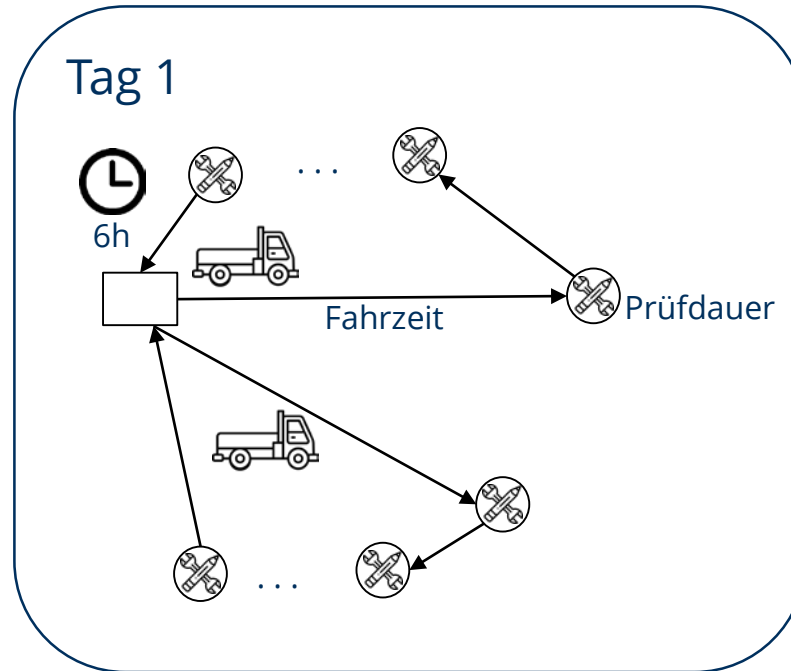 Tag 1
. . .
6h
Fahrzeit
Prüfdauer
. . .